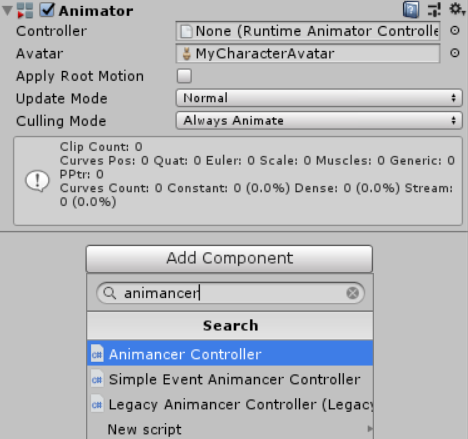 Animator
Controller None (Runtime Animator Controlle
Avatar MyCharacterAvatar
Apply Root Motion
Update Mode Normal
Culling Mode Always Animate
Clip Count: 0
Curves Pos: 0 Quat: 0 Euler: 0 Scale: 0 Muscles: 0 Generic: 0
PPtr: 0
Curves Count: 0 Constant: 0 (0.0%) Dense: 0 (0.0%) Stream:
0 (0.0%)
Add Component
animancer
Search
c# Animancer Controller
c# Simple Event Animancer Controller
c# Legacy Animancer Controller (Legacy
New script